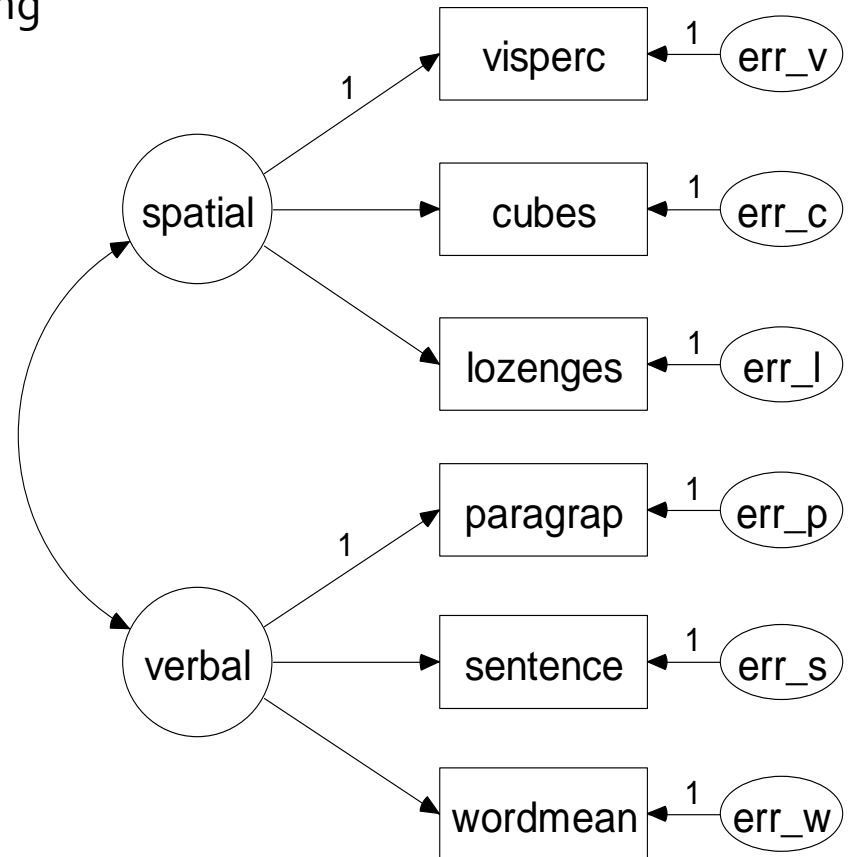 ng
1 visperc 1 err_v
spatial cubes 1 err_c
lozenges 1 err_l
1 paragrap 1 err_p
verbal sentence 1 err_s
wordmean 1 err_w